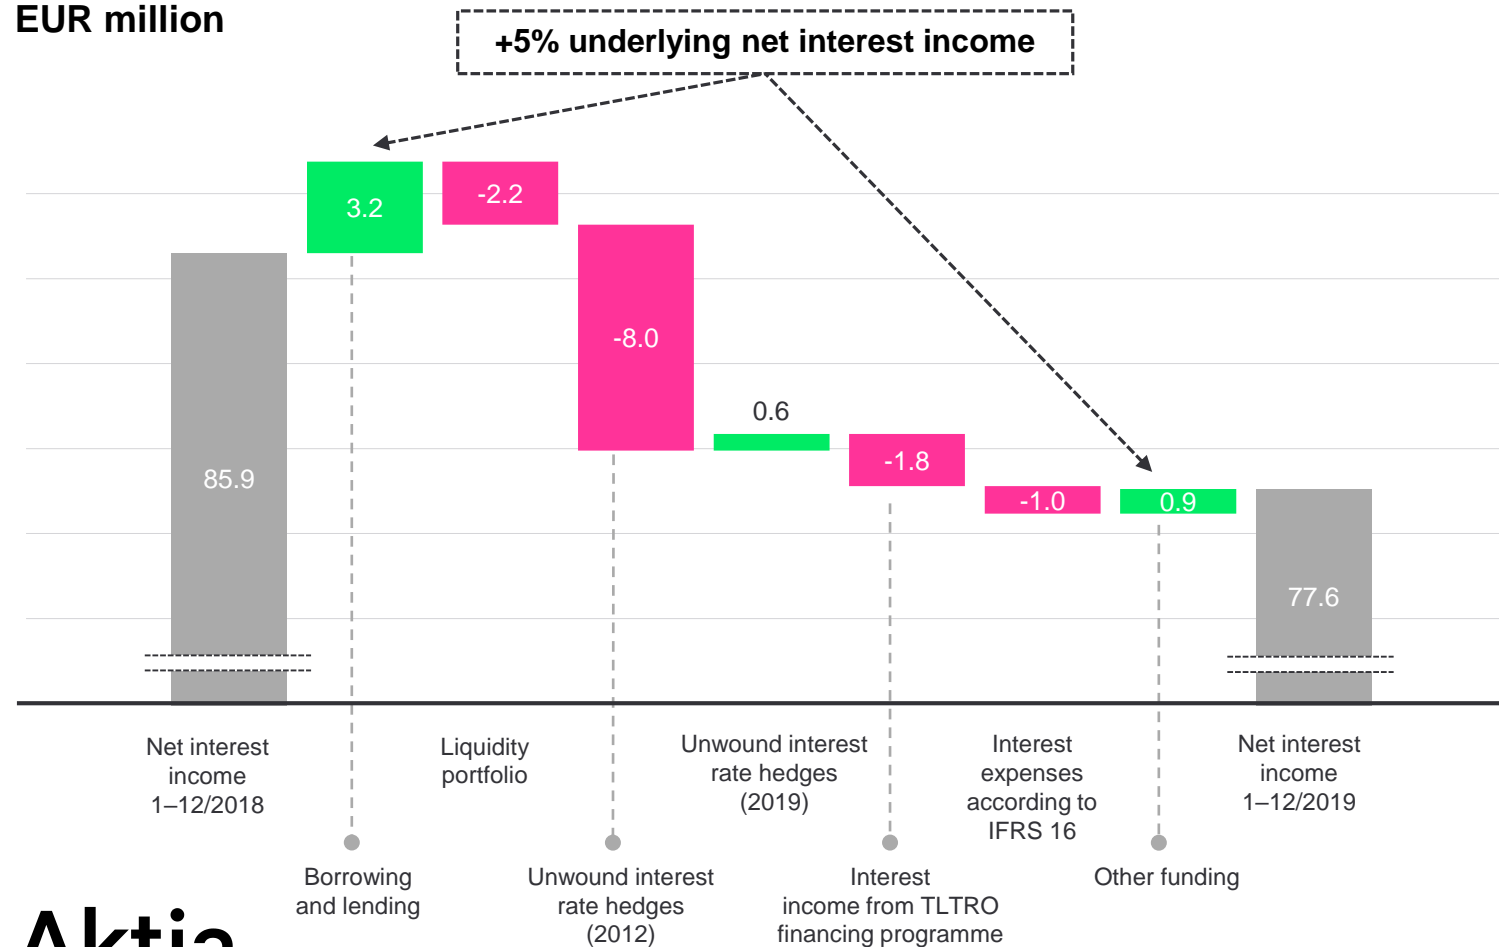 EUR million
+5% underlying net interest income
3.2
-2.2
-8.0
0.6
85.9
-1.8
-1.0
0.9
77.6
Net interest
income
1–12/2018
Liquidity
portfolio
Unwound interest
rate hedges
(2019)
Interest
expenses
according to
IFRS 16
Net interest
income
1–12/2019
Borrowing
and lending
Unwound interest
rate hedges
(2012)
Interest
income from TLTRO
financing programme
Other funding
Aktia